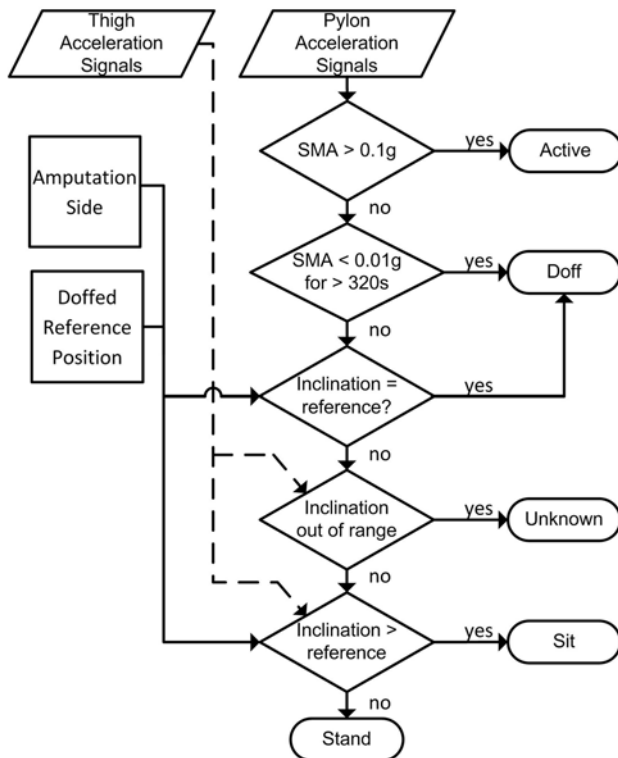 Thigh
Acceleration
Signals
Pylon
Acceleration
Signals
SMA > 0.1g
yes
Active
no
Amputation
Side
SMA < 0.01g
for > 320s
yes
Doff
no
Doffed
Reference
Position
Inclination =
reference?
yes
no
Inclination
out of range
yes
Unknown
no
Inclination >
reference
yes
Sit
no
Stand